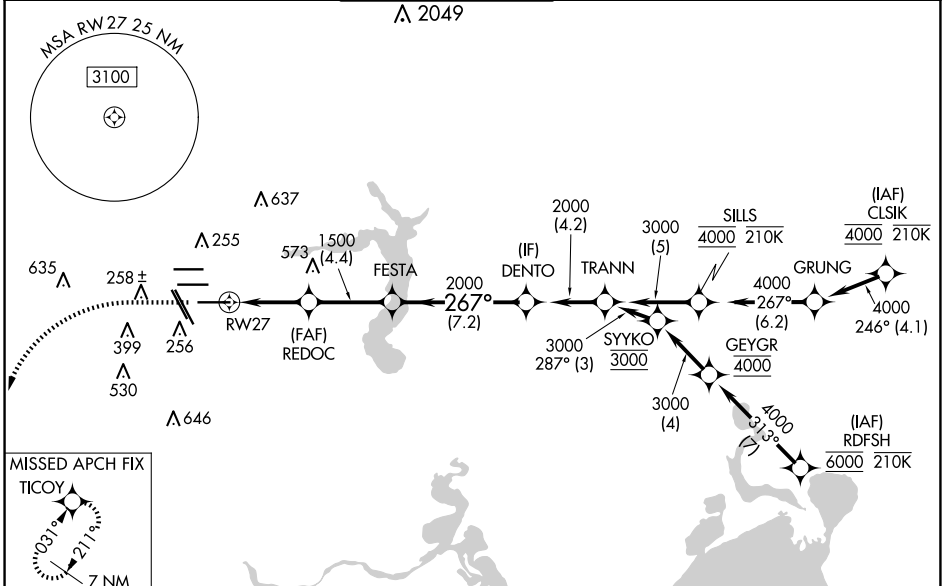 2049
MSA RW27 25 NM
3100
637
255
573
1500
(4.4)
635
258 ±
399
256
530
646
RW27
(FAF)
REDOC
FESTA
2000
267°
(7.2)
(IF)
DENTO
2000
(4.2)
TRANN
3000
(5)
SILLS
4000 210K
4000
267°
(6.2)
GRUNG
(IAF)
CLSIK
4000 210K
4000
246° (4.1)
3000
287° (3)
SYYKO
3000
GEYGR
4000
3000
(4)
4000
313°
(7)
(IAF)
RDFSH
6000 210K
MISSED APCH FIX
TICOY
031°
211°
7 NM